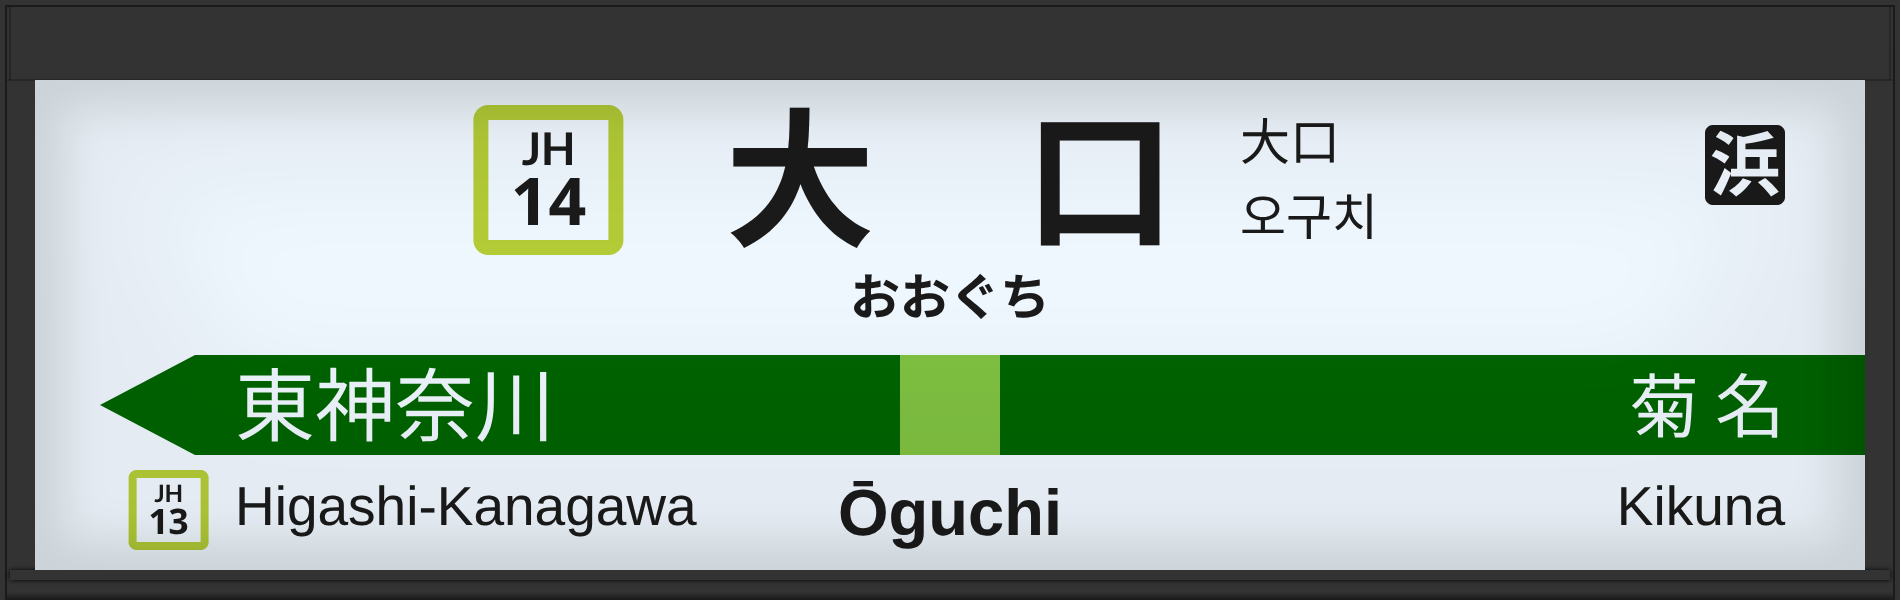 JH
14
大口
大口
오구치
浜
おおぐち
東神奈川
菊名
JH
13
Higashi-Kanagawa
Ōguchi
Kikuna